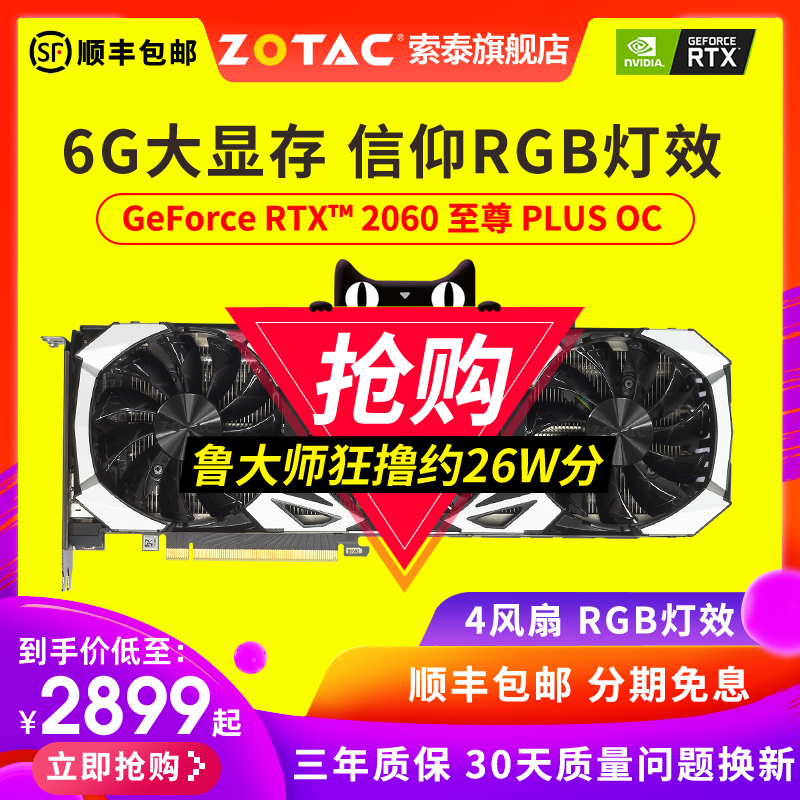 SF 顺丰包邮
ZOTAC® 索泰旗舰店
NVIDIA.
GEFORCE
RTX
6G大显存 信仰RGB灯效
GeForce RTX™ 2060 至尊 PLUS OC
抢购
鲁大师狂撸约26W分
4风扇 RGB灯效
到手价低至：
¥2899起
立即抢购
顺丰包邮 分期免息
三年质保 30天质量问题换新